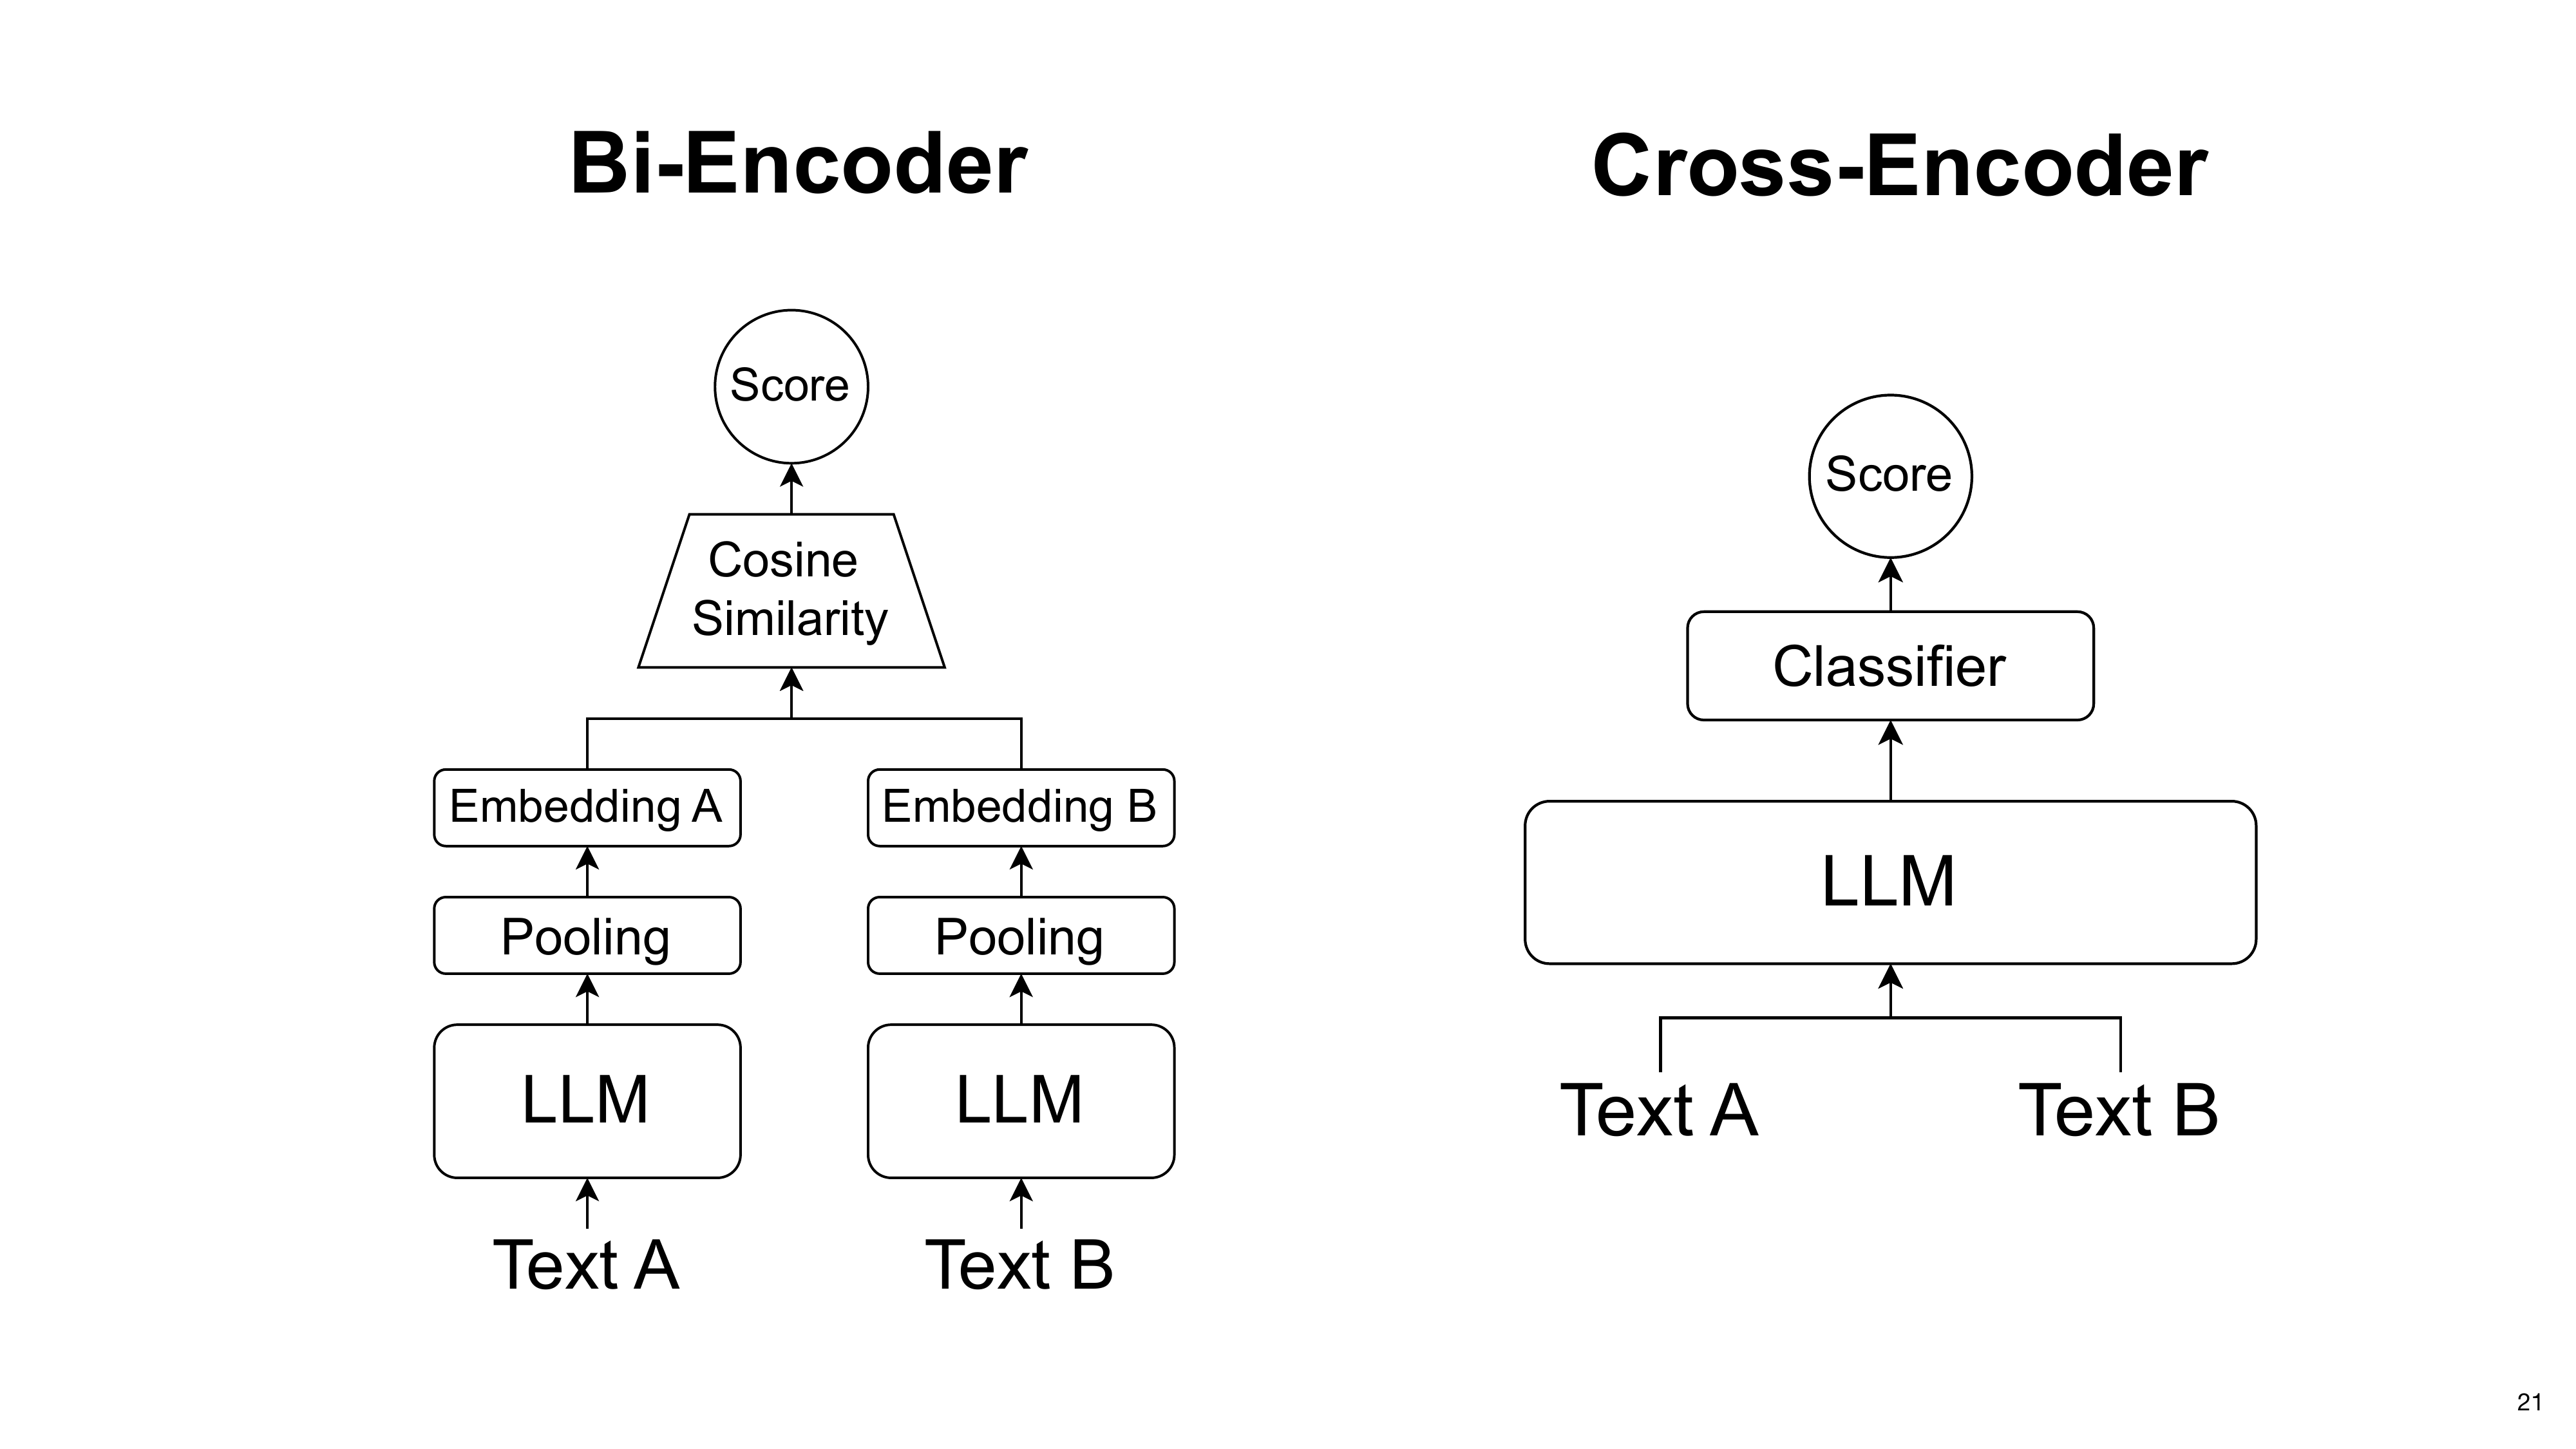 Bi-Encoder
Score
Cosine
Similarity
Embedding A
Embedding B
Pooling
Pooling
LLM
LLM
Text A
Text B
Cross-Encoder
Score
Classifier
LLM
Text A
Text B
21